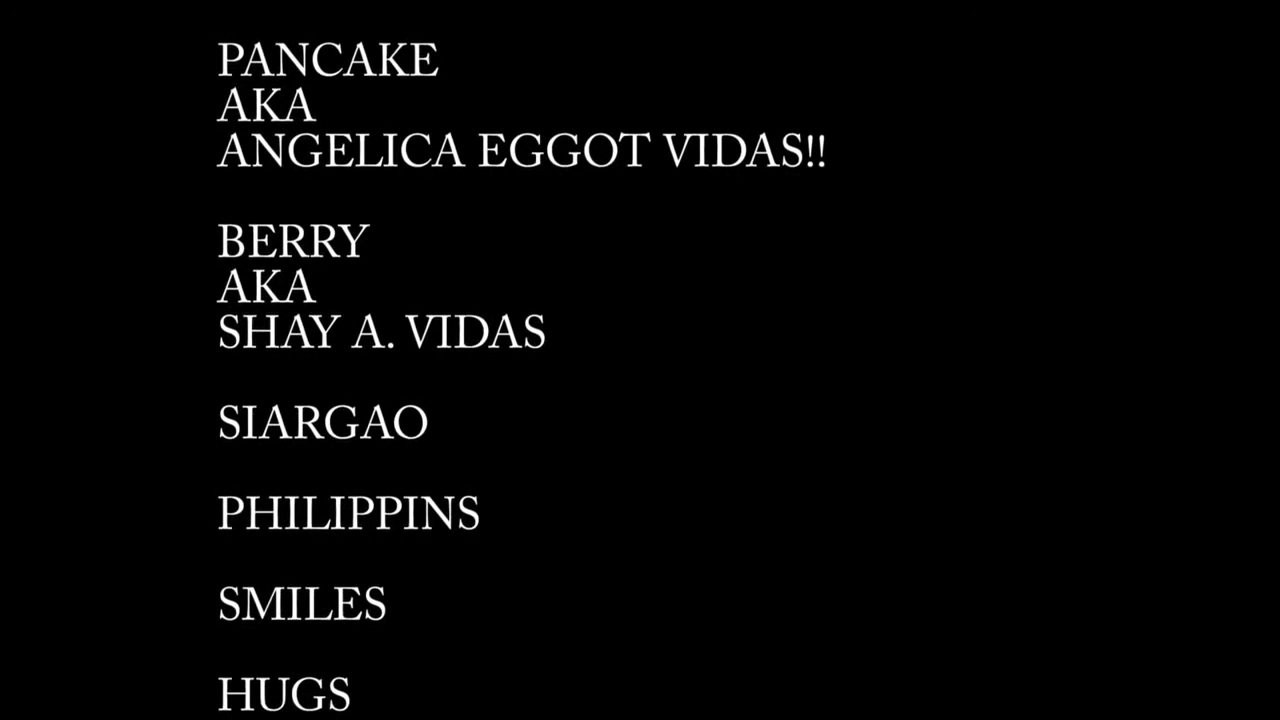 PANCAKE
AKA
ANGELICA EGGOT VIDAS!!
BERRY
AKA
SHAY A. VIDAS
SIARGAO
PHILIPPINS
SMILES
HUGS